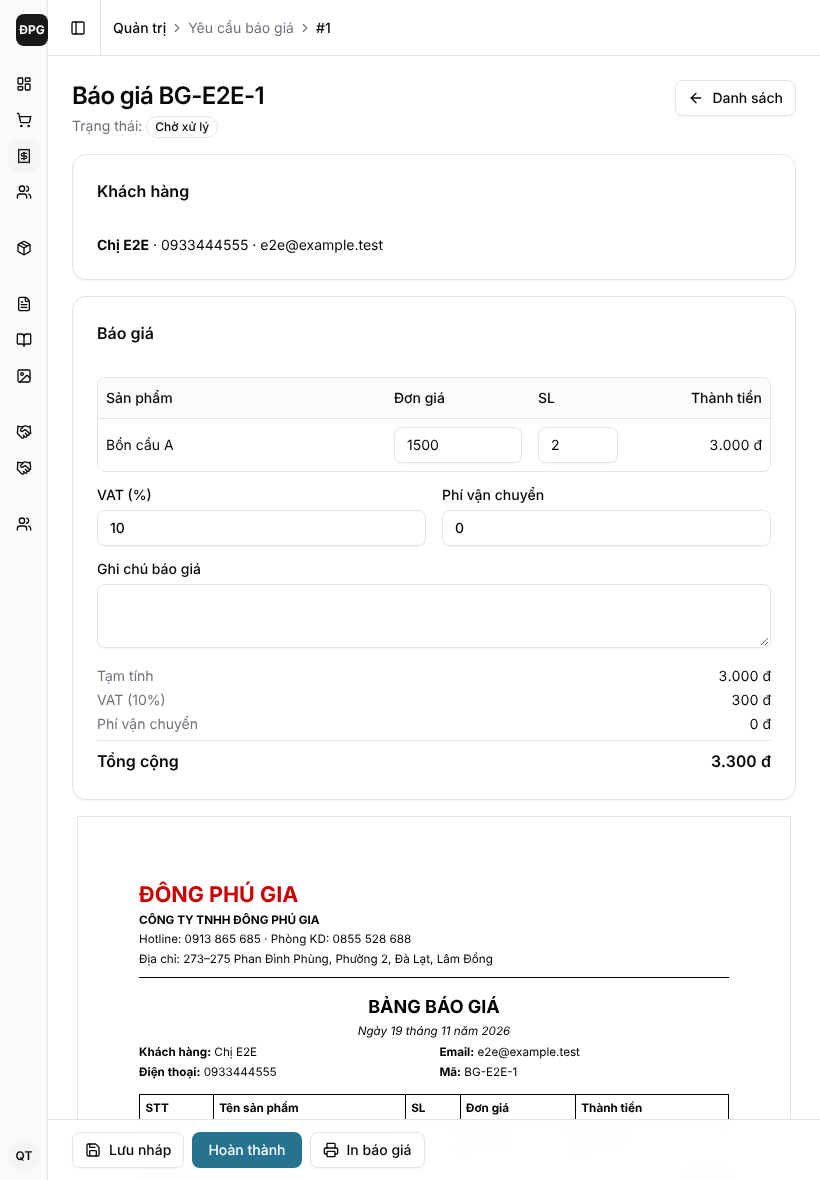 ĐPG
Quản trị > Yêu cầu báo giá > #1
Báo giá BG-E2E-1
Danh sách
Trạng thái: Chờ xử lý
Khách hàng
Chị E2E · 0933444555 · e2e@example.test
Báo giá
Sản phẩm Đơn giá SL Thành tiền
Bồn cầu A 1500 2 3.000 đ
VAT (%) Phí vận chuyển
10 0
Ghi chú báo giá
Tạm tính 3.000 đ
VAT (10%) 300 đ
Phí vận chuyển 0 đ
Tổng cộng 3.300 đ
ĐÔNG PHÚ GIA
CÔNG TY TNHH ĐÔNG PHÚ GIA
Hotline: 0913 865 685 · Phòng KD: 0855 528 688
Địa chỉ: 273–275 Phan Đình Phùng, Phường 2, Đà Lạt, Lâm Đồng
BẢNG BÁO GIÁ
Ngày 19 tháng 11 năm 2026
Khách hàng: Chị E2E Email: e2e@example.test
Điện thoại: 0933444555 Mã: BG-E2E-1
STT Tên sản phẩm SL Đơn giá Thành tiền
Lưu nháp Hoàn thành In báo giá
QT